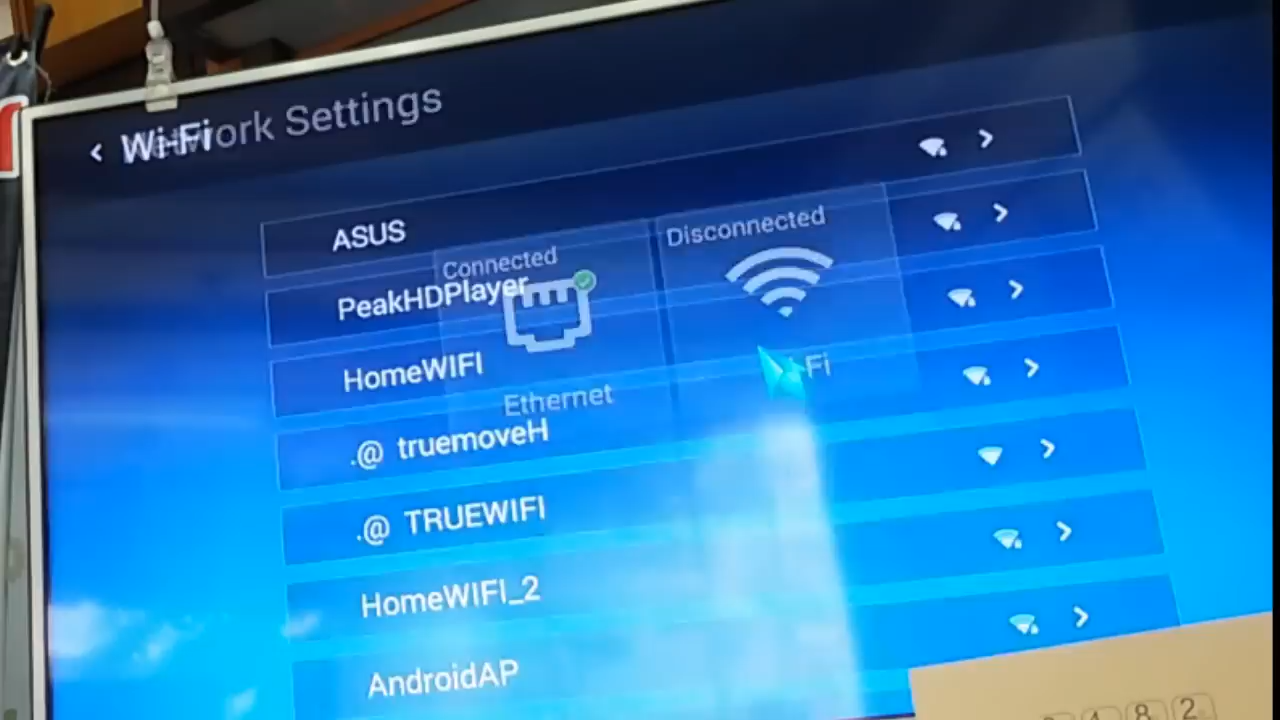 Network Settings
Wi-Fi
ASUS
Connected
Disconnected
PeakHDPlayer
HomeWIFI
Ethernet
.@ truemoveH
.@ TRUEWIFI
HomeWIFI_2
AndroidAP